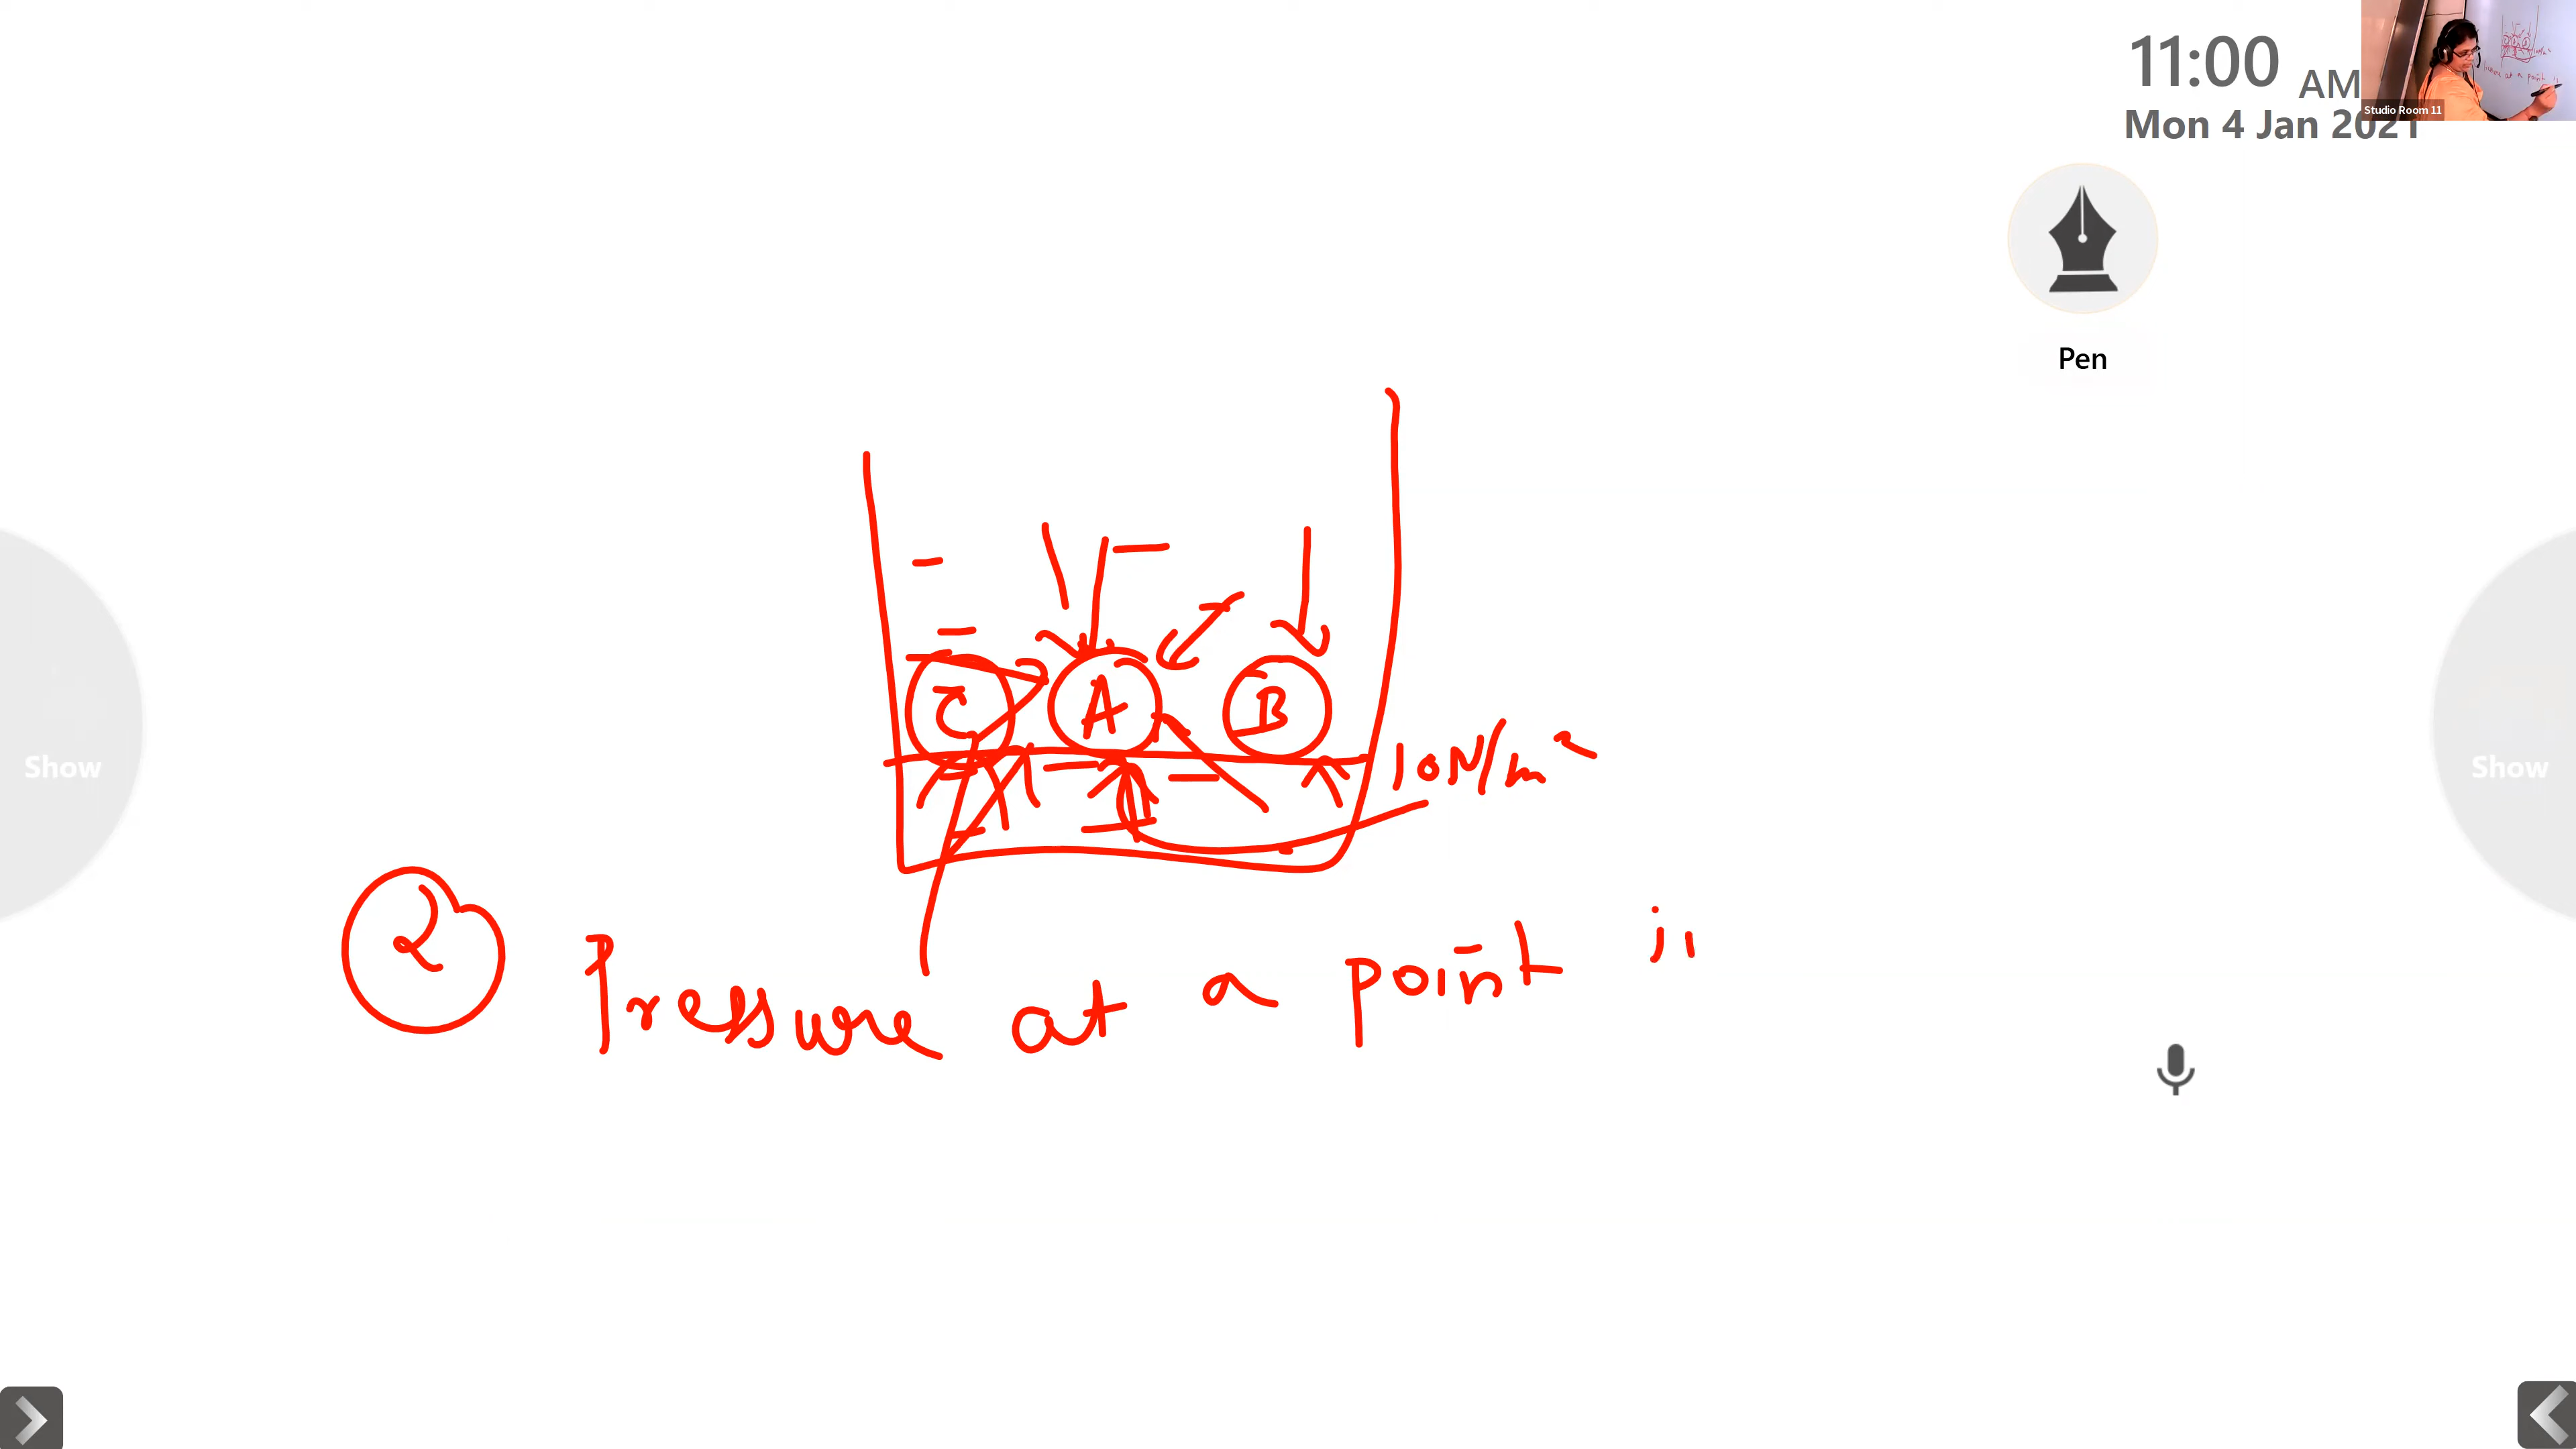 11:00 AM
Studio Room 11
Mon 4 Jan 2021
Pen
C A B
10N/m²
Show Show
2 Pressure at a point